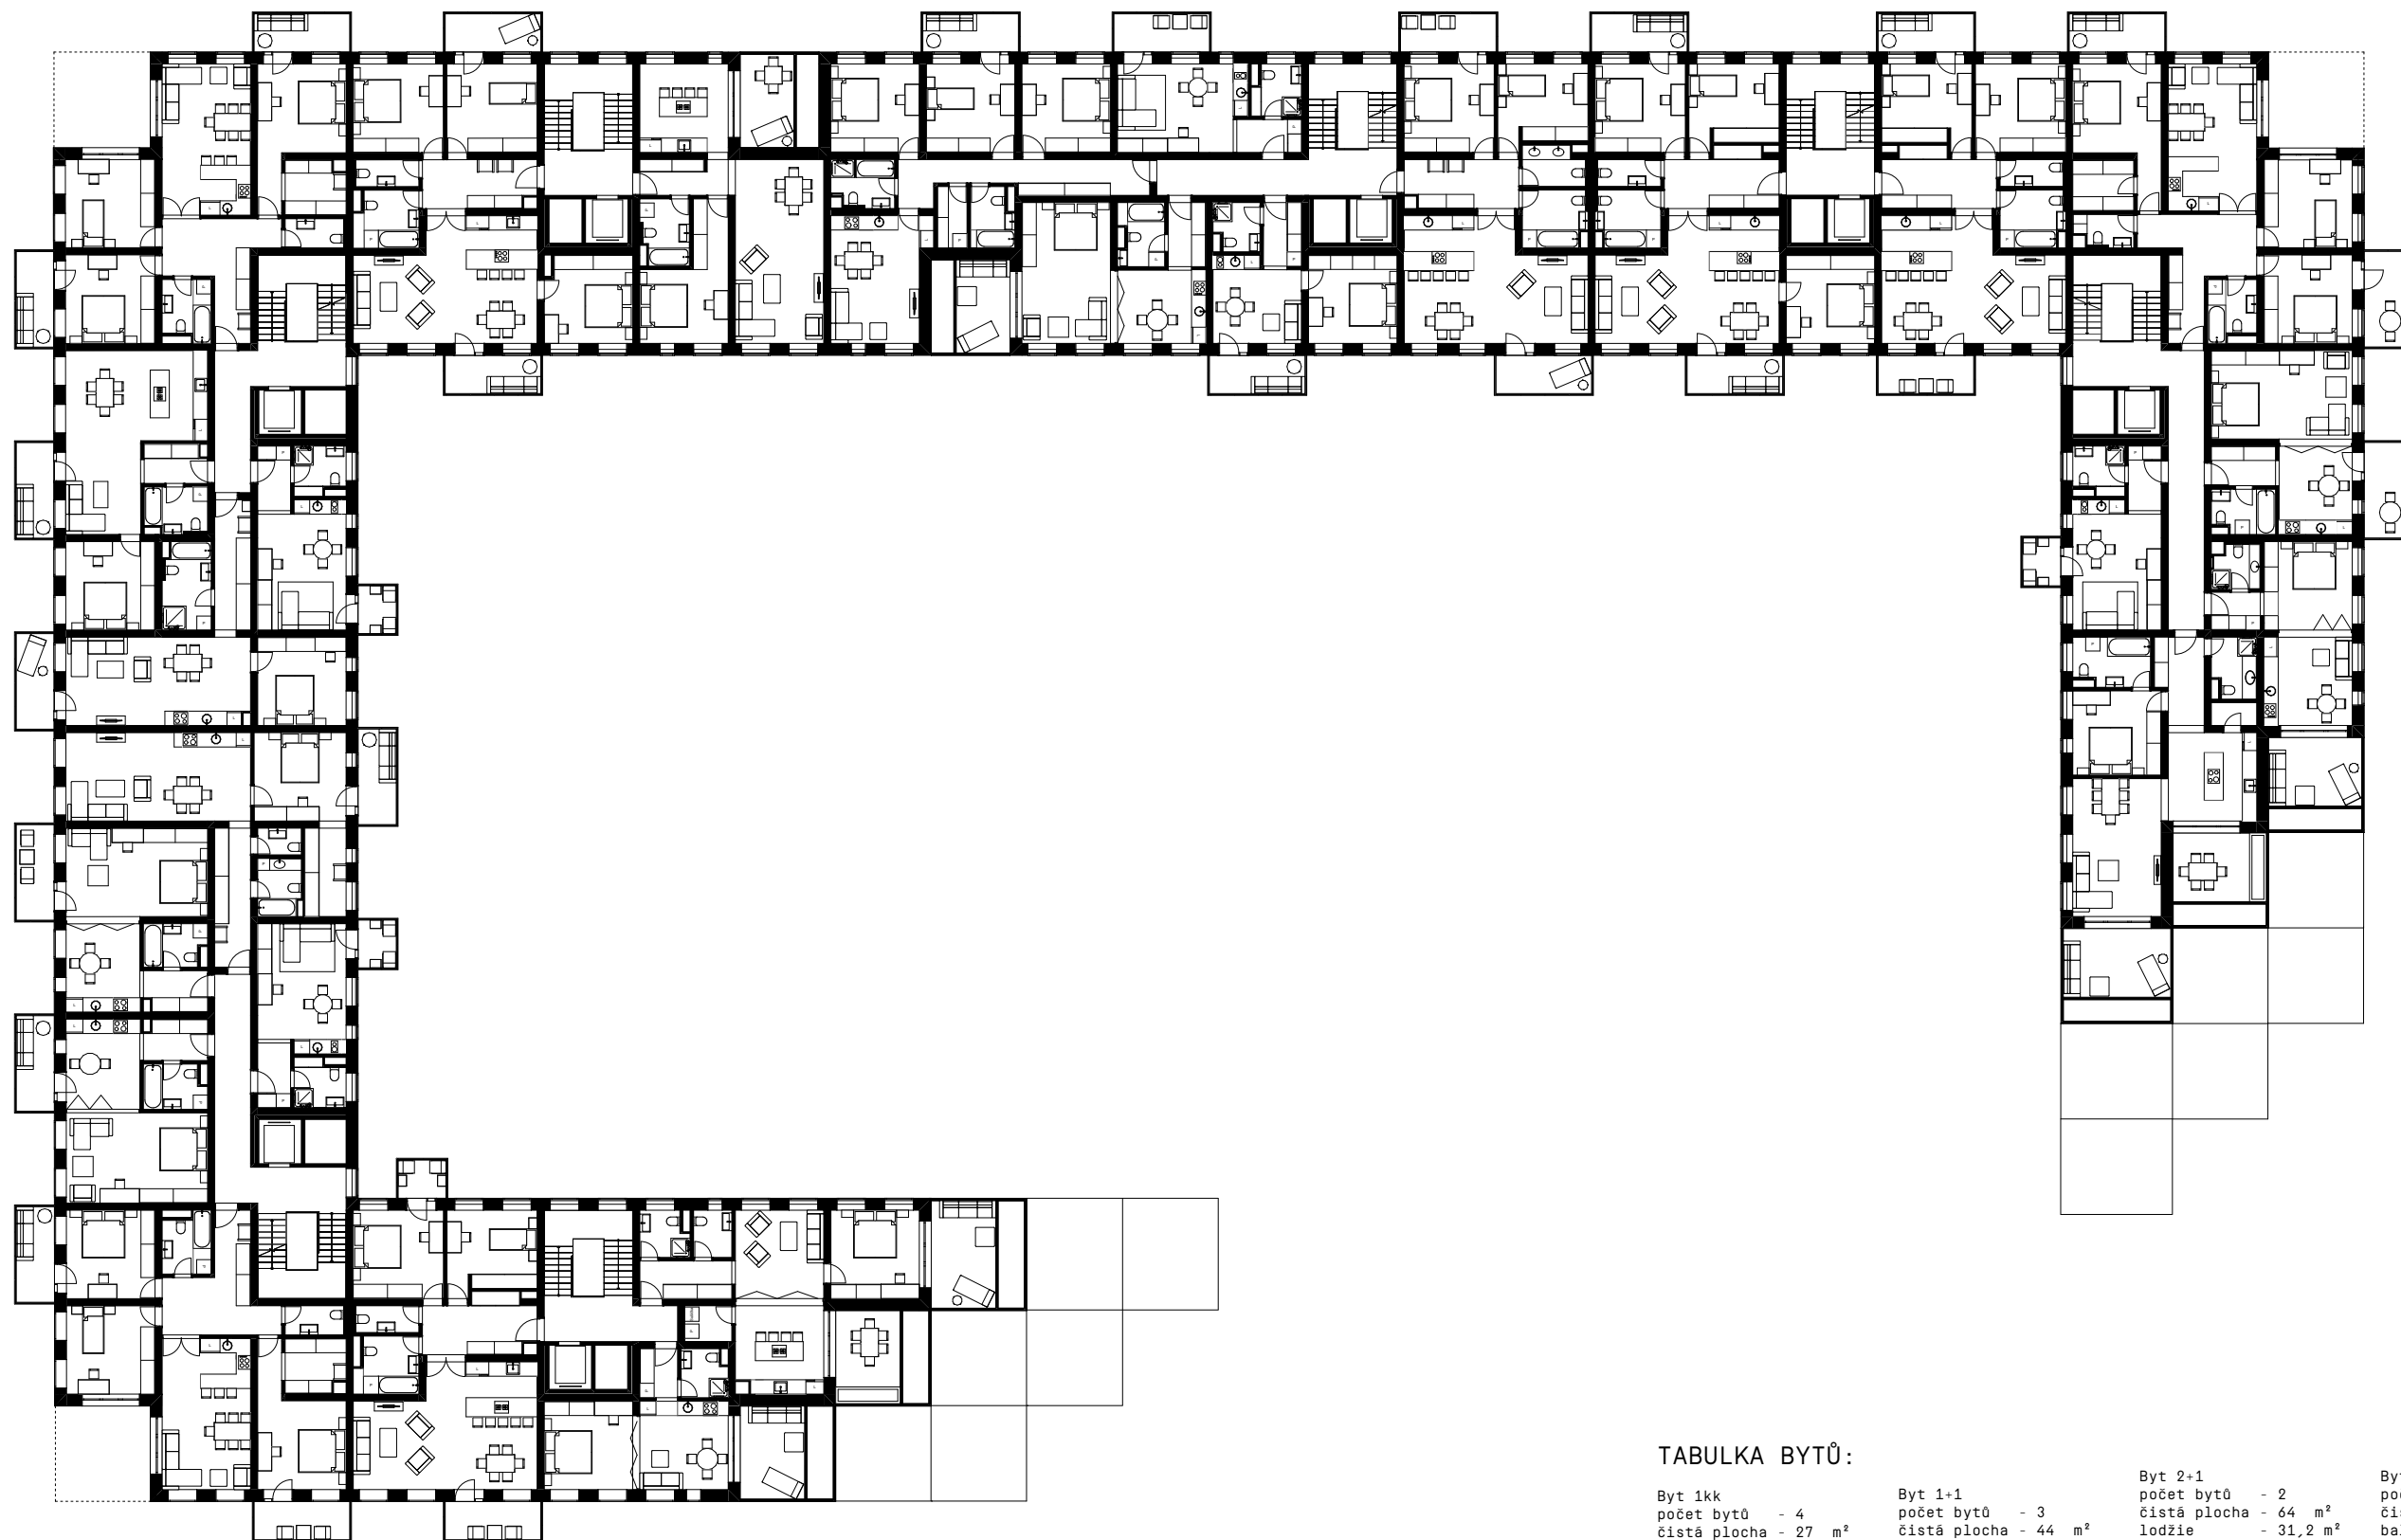 TABULKA BYTŮ:
Byt 1kk
počet bytů - 4
čistá plocha - 27 m²
Byt 1+1
počet bytů - 3
čistá plocha - 44 m²
Byt 2+1
počet bytů - 2
čistá plocha - 64 m²
lodžie - 31,2 m²